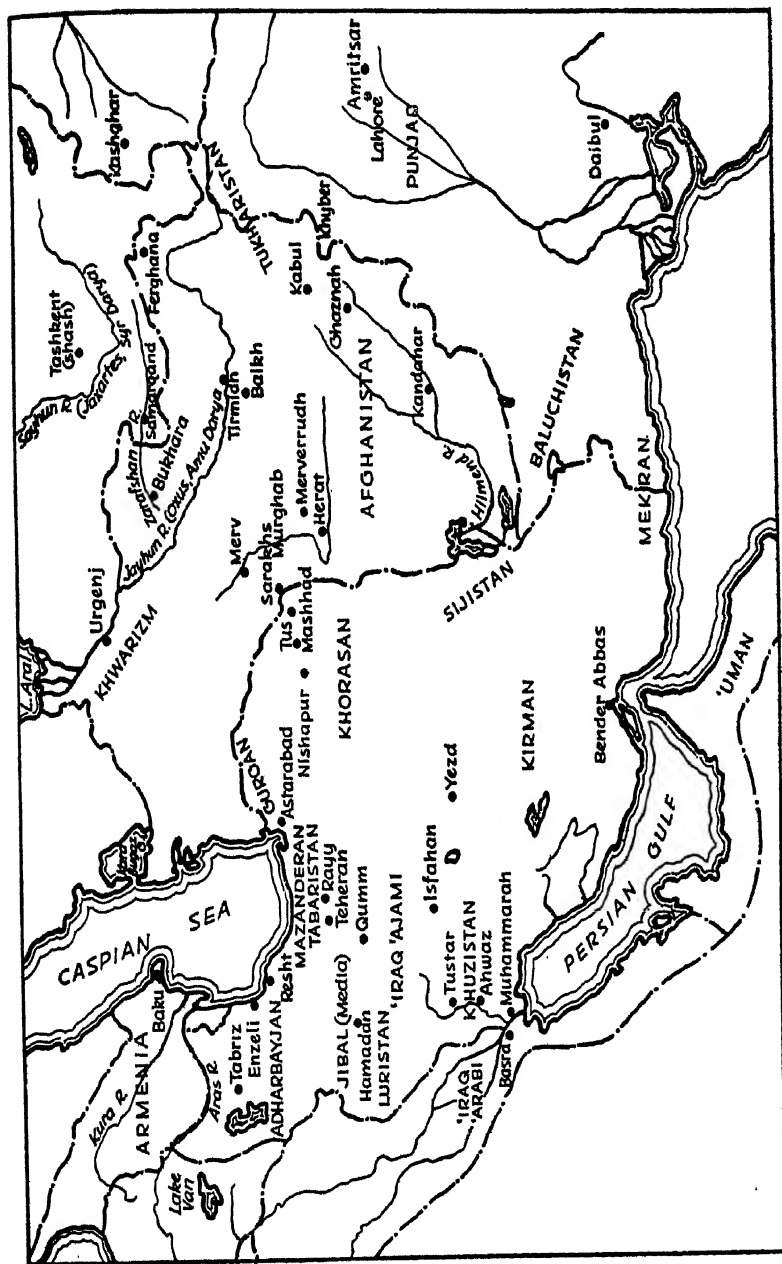 L. Aral
Urgenj
KHWARIZM
Sayhun R. (Jaxartes, Syr Darya)
Tashkent
(shash)
Zarafshan R.
Samarqand
Ferghana
Bukhara
Jayhun R. (Oxus, Amu Darya)
Kashghar
Tirmidh
Balkh
TUKHARISTAN
CASPIAN
SEA
Baku
ARMENIA
Kura R.
Aras R.
Lake
Van
Tabriz
Enzeli
ADHARBAYJAN
Resht
MAZANDERAN
TABARISTAN
Rayy
Teheran
GURGAN
Astarabad
Nishapur
Tus
Mashhad
Merv
Sarakhs
Murghab
Merverrudh
Herat
KHORASAN
AFGHANISTAN
Kabul
Khyber
Ghaznah
Kandahar
Hilmend R.
Amritsar
Lahore
PUNJAB
Daibul
JIBAL (Media)
Hamadan
LURISTAN
Qumm
'IRAQ 'AJAMI
Isfahan
Yezd
Tustar
KHUZISTAN
Ahwaz
Muhammarah
Basra
'IRAQ
'ARABI
SIJISTAN
BALUCHISTAN
MEKRAN
KIRMAN
Bender Abbas
PERSIAN GULF
'UMAN